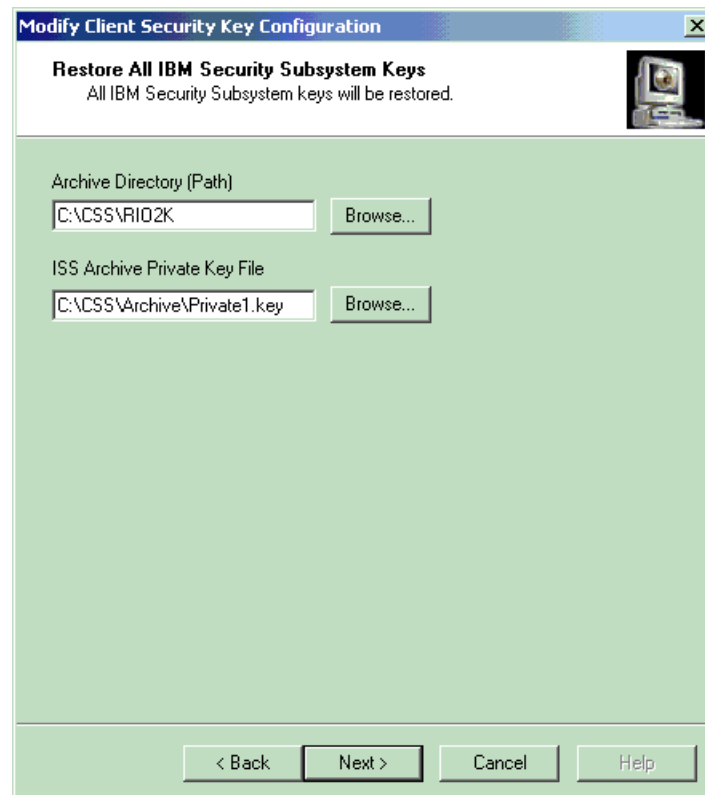 Modify Client Security Key Configuration
Restore All IBM Security Subsystem Keys
All IBM Security Subsystem keys will be restored.
Archive Directory (Path)
C:\CSS\RIO2K
Browse...
ISS Archive Private Key File
C:\CSS\Archive\Private1.key
Browse...
< Back
Next >
Cancel
Help